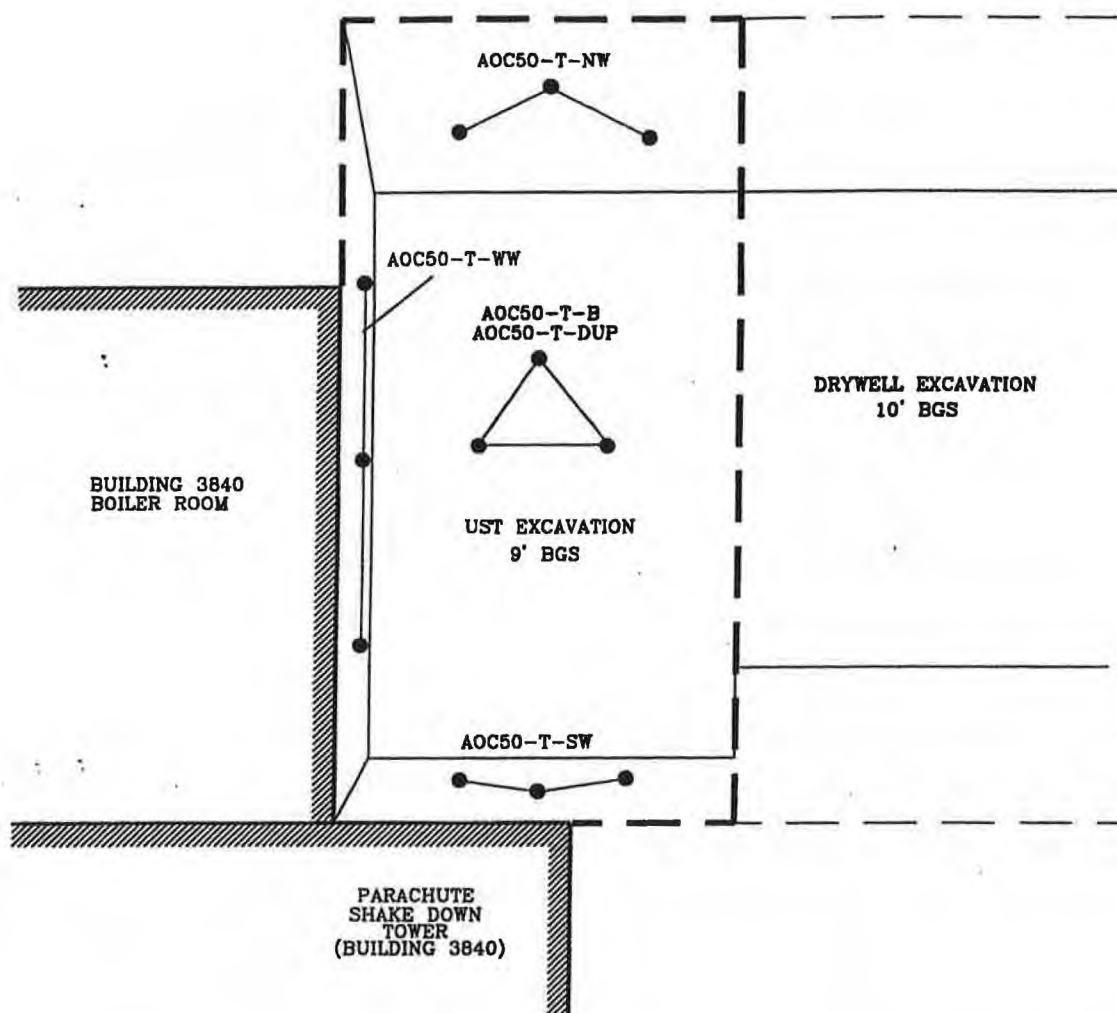 AOC50-T-NW
AOC50-T-WW
AOC50-T-B
AOC50-T-DUP
DRYWELL EXCAVATION
10' BGS
BUILDING 3840
BOILER ROOM
UST EXCAVATION
9' BGS
AOC50-T-SW
PARACHUTE
SHAKE DOWN
TOWER
(BUILDING 3840)